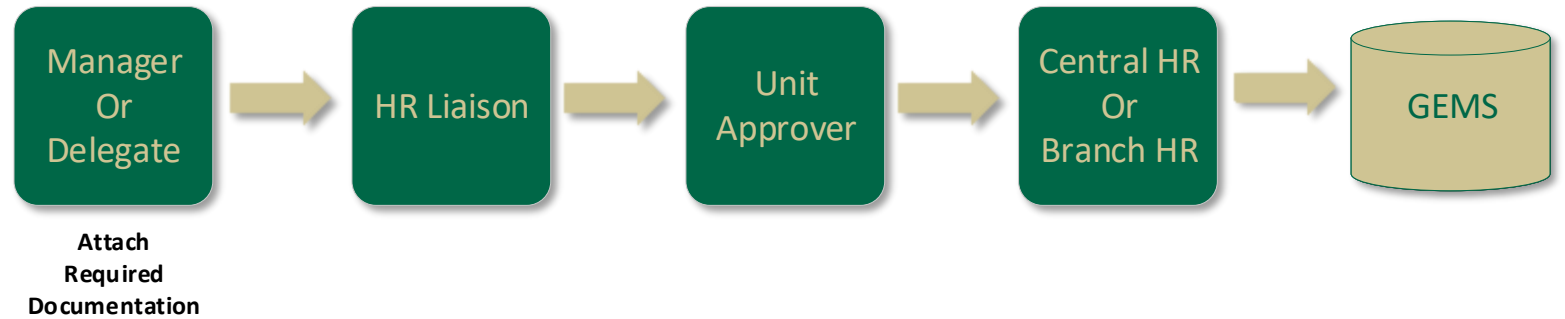 Manager
Or
Delegate
HR Liaison
Unit
Approver
Central HR
Or
Branch HR
GEMS
Attach
Required
Documentation